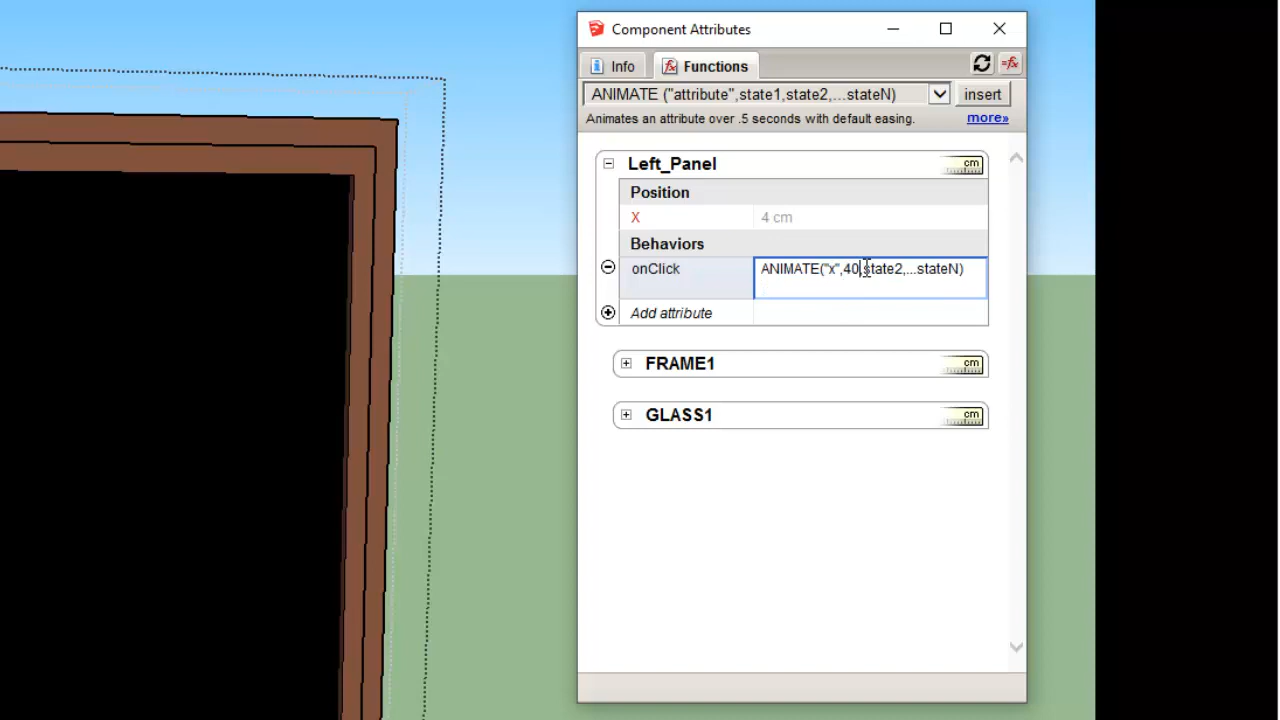 Component Attributes
Info
Functions
=fx
ANIMATE ("attribute",state1,state2,...stateN)
insert
Animates an attribute over .5 seconds with default easing.
more»
Left_Panel
cm
Position
X
4 cm
Behaviors
onClick
ANIMATE("x",40,state2,...stateN)
Add attribute
FRAME1
cm
GLASS1
cm